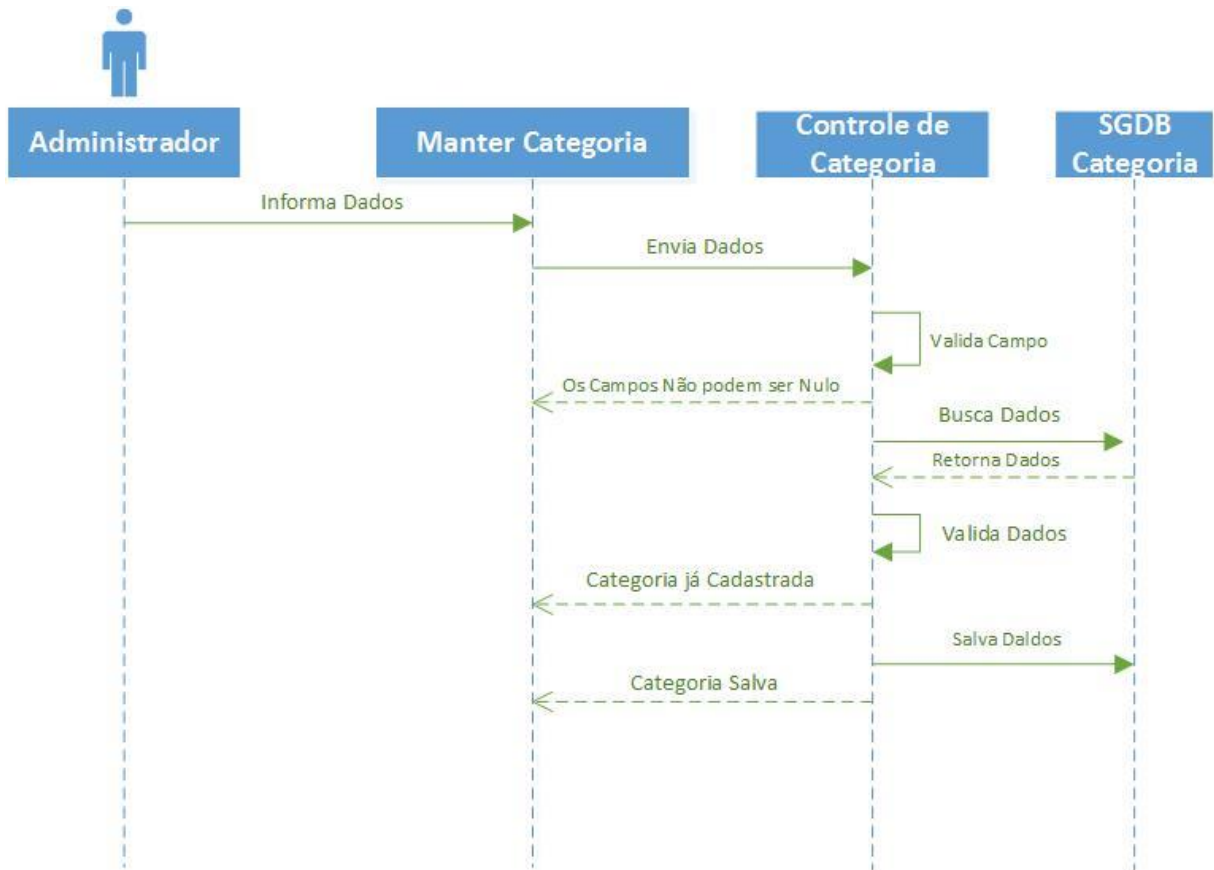 Administrador
Manter Categoria
Controle de
Categoria
SGDB
Categoria
Informa Dados
Envia Dados
Valida Campo
Os Campos Não podem ser Nulo
Busca Dados
Retorna Dados
Valida Dados
Categoria já Cadastrada
Salva Daldos
Categoria Salva